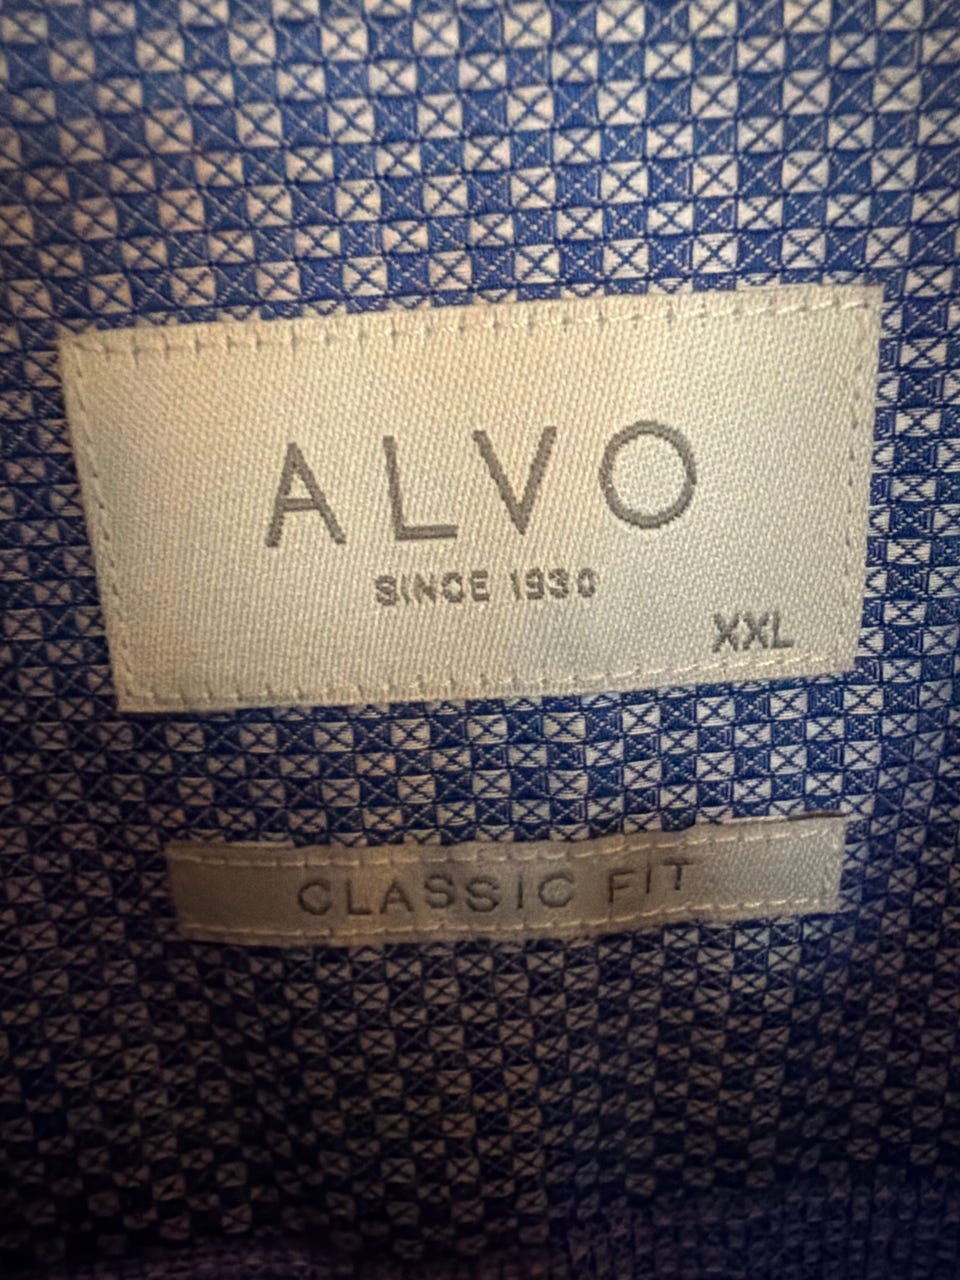 ALVO
SINCE 1930
XXL
CLASSIC FIT